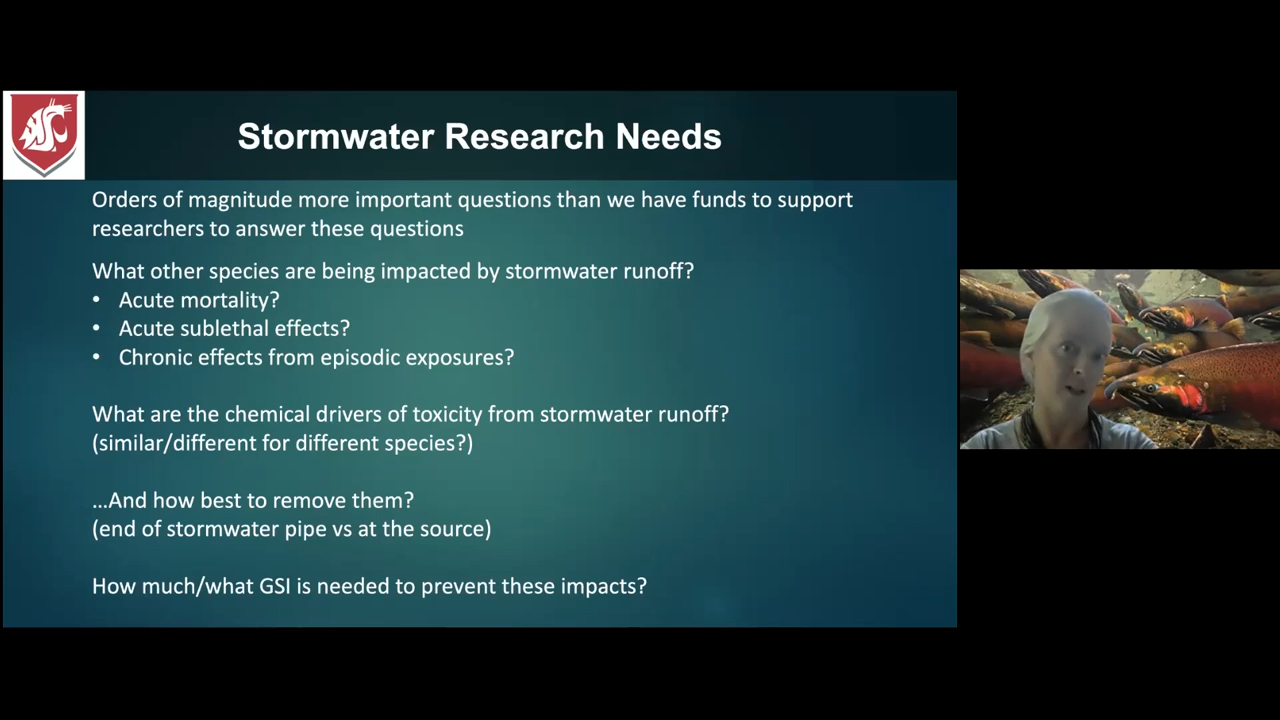 Stormwater Research Needs
Orders of magnitude more important questions than we have funds to support
researchers to answer these questions
What other species are being impacted by stormwater runoff?
• Acute mortality?
• Acute sublethal effects?
• Chronic effects from episodic exposures?
What are the chemical drivers of toxicity from stormwater runoff?
(similar/different for different species?)
...And how best to remove them?
(end of stormwater pipe vs at the source)
How much/what GSI is needed to prevent these impacts?